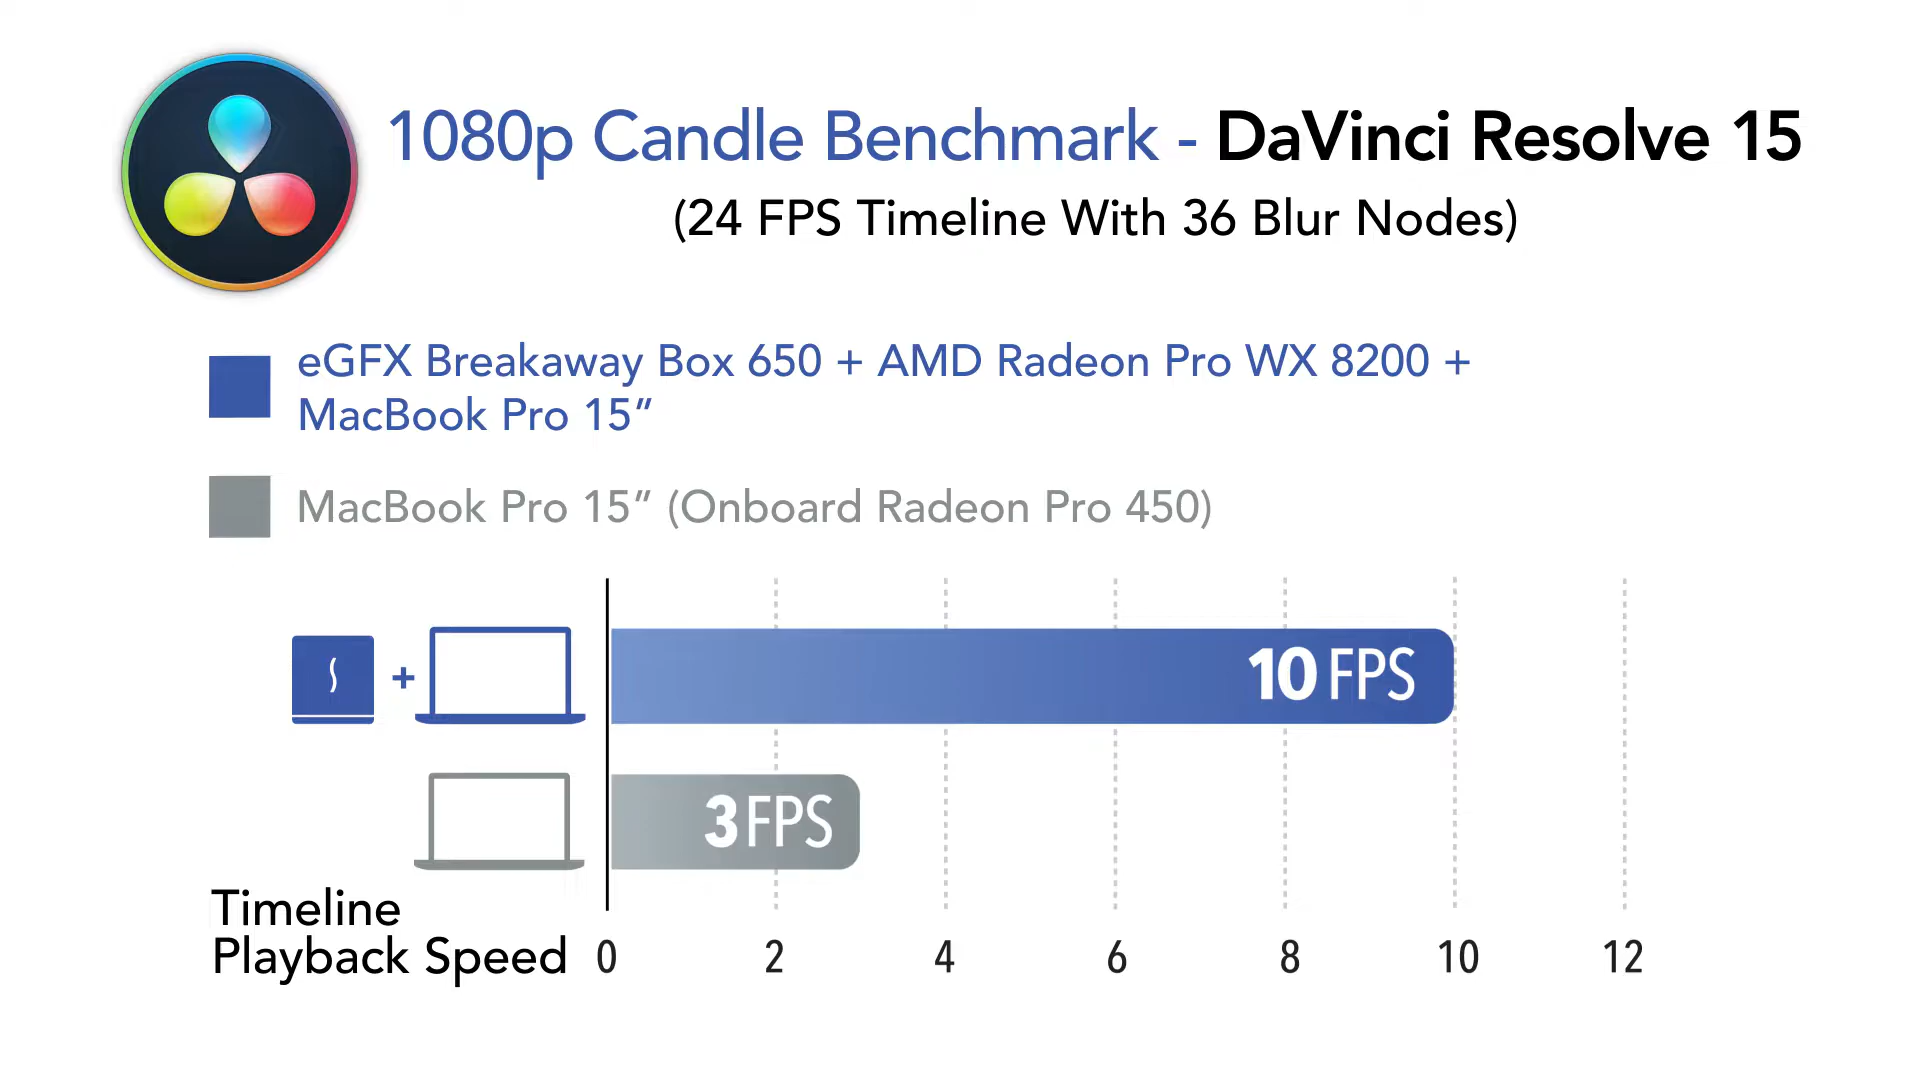 1080p Candle Benchmark - DaVinci Resolve 15
(24 FPS Timeline With 36 Blur Nodes)
eGFX Breakaway Box 650 + AMD Radeon Pro WX 8200 +
MacBook Pro 15”
MacBook Pro 15” (Onboard Radeon Pro 450)
+
10 FPS
3 FPS
Timeline
Playback Speed 0 2 4 6 8 10 12